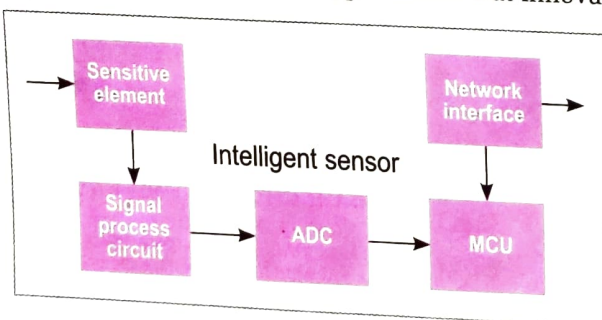 Sensitive
element
Network
interface
Intelligent sensor
Signal
process
circuit
ADC
MCU